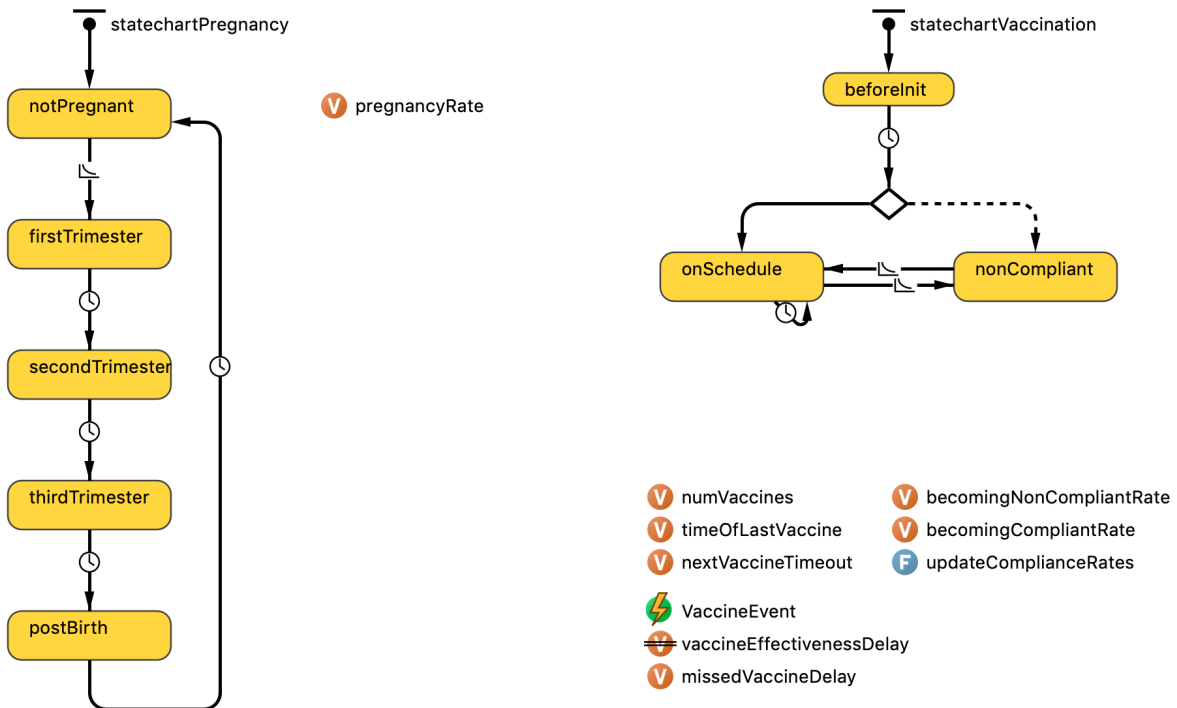 statechartPregnancy
notPregnant
pregnancyRate
firstTrimester
secondTrimester
thirdTrimester
postBirth
statechartVaccination
beforeInit
onSchedule
nonCompliant
V numVaccines
V timeOfLastVaccine
V nextVaccineTimeout
V becomingNonCompliantRate
V becomingCompliantRate
F updateComplianceRates
VaccineEvent
V vaccineEffectivenessDelay
V missedVaccineDelay